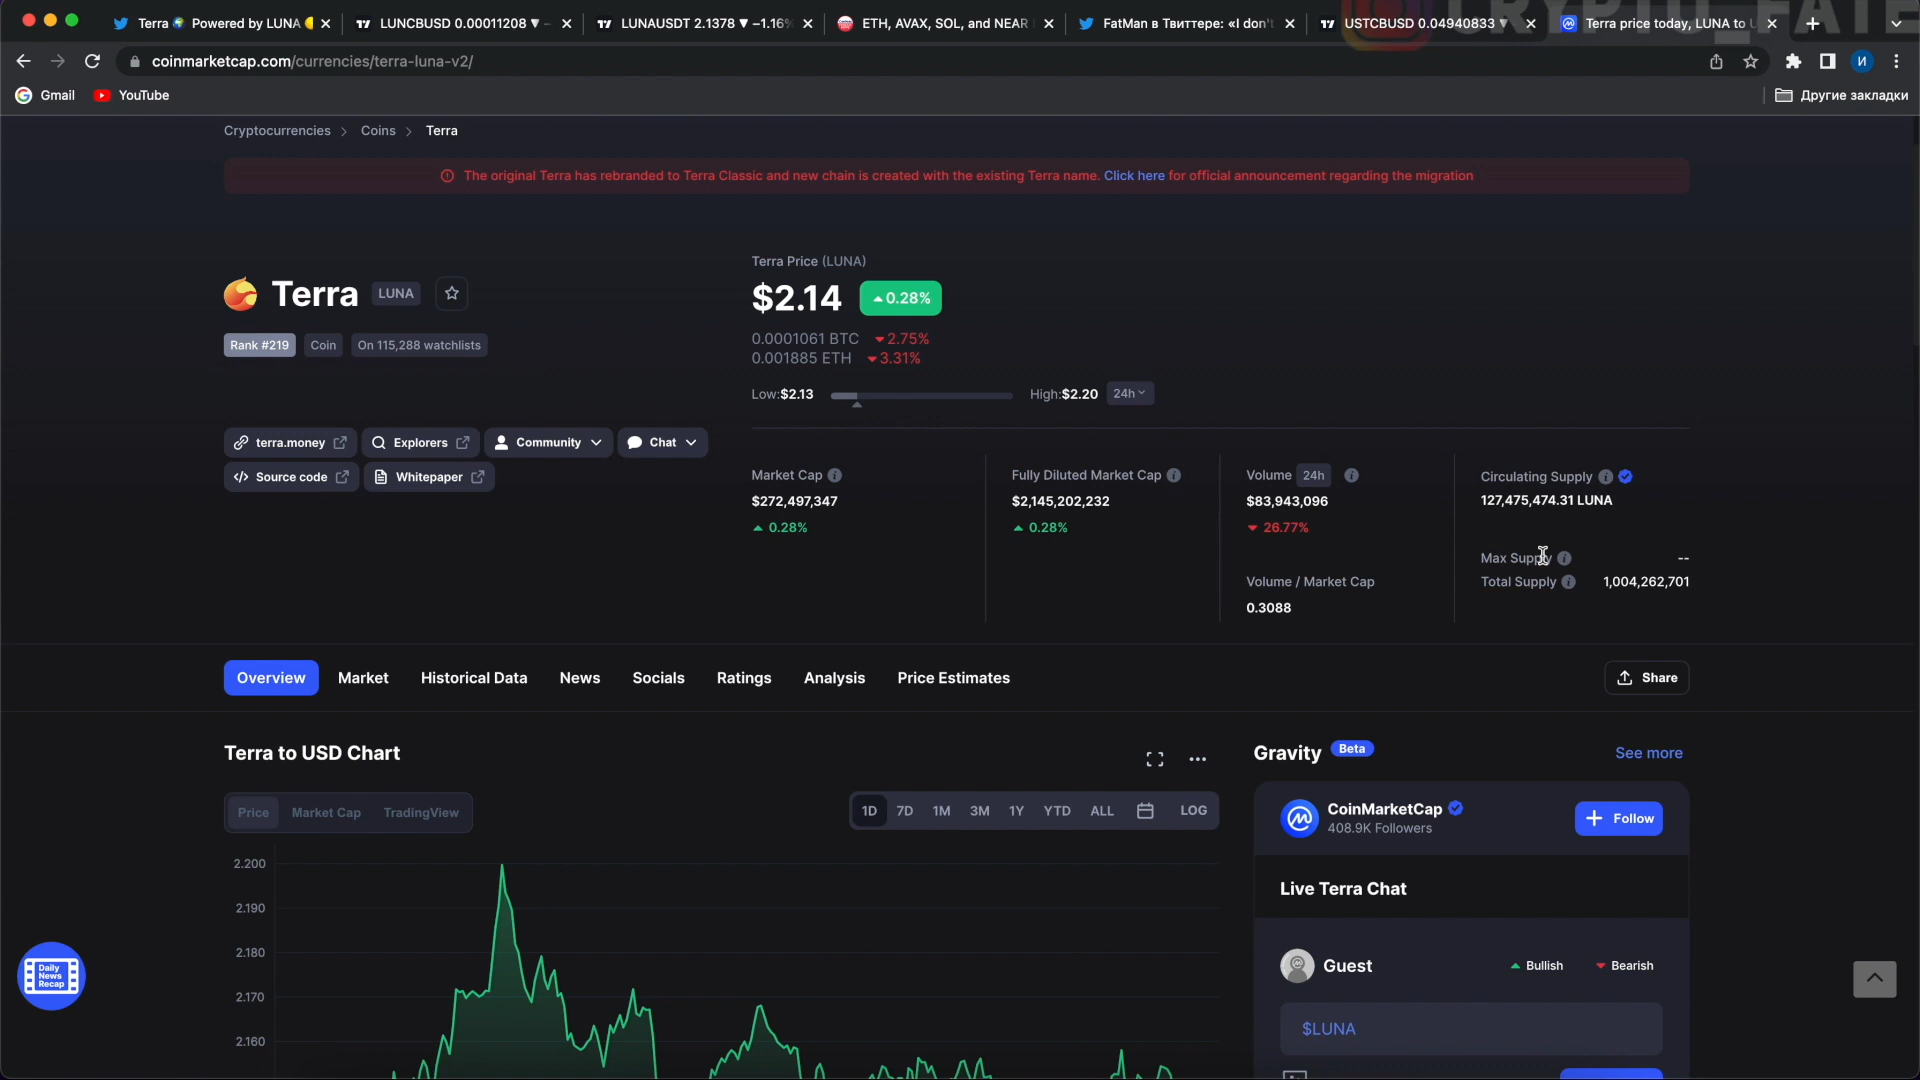 Terra Powered by LUNA
LUNCBUSD 0.00011208 ▼ −
LUNAUSDT 2.1378 ▼ −1.16%
ETH, AVAX, SOL, and NEAR
FatMan в Твиттере: «I don't
USTCBUSD 0.04940833 ▼
Terra price today, LUNA to U
CRYPTO_FATE
coinmarketcap.com/currencies/terra-luna-v2/
И
Gmail YouTube
Другие закладки
Cryptocurrencies > Coins > Terra
The original Terra has rebranded to Terra Classic and new chain is created with the existing Terra name. Click here for official announcement regarding the migration
Terra Price (LUNA)
Terra LUNA
$2.14 0.28%
Rank #219 Coin On 115,288 watchlists
0.0001061 BTC 2.75%
0.001885 ETH 3.31%
Low:$2.13 High:$2.20 24h
terra.money Explorers Community Chat
Source code Whitepaper
Market Cap
$272,497,347
0.28%
Fully Diluted Market Cap
$2,145,202,232
0.28%
Volume 24h
$83,943,096
26.77%
Volume / Market Cap
0.3088
Circulating Supply
127,475,474.31 LUNA
Max Supply --
Total Supply 1,004,262,701
Overview Market Historical Data News Socials Ratings Analysis Price Estimates
Share
Terra to USD Chart
Price Market Cap TradingView
1D 7D 1M 3M 1Y YTD ALL LOG
2.200
2.190
2.180
2.170
2.160
Daily
News
Recap
Gravity Beta
See more
CoinMarketCap
408.9K Followers
+ Follow
Live Terra Chat
Guest
Bullish Bearish
$LUNA